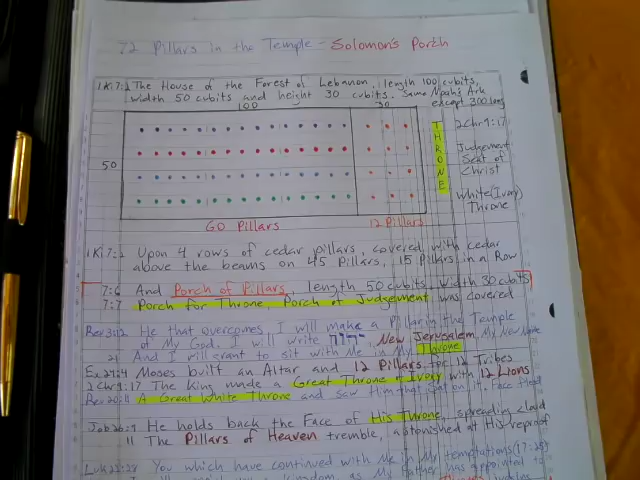 72 Pillars in the Temple - Solomon's Porch
1Ki 7:2 The House of the Forest of Lebanon, length 100 cubits,
width 50 cubits and height 30 cubits. Same Noah's Ark
except 300 long
100
30
50
THRONE
2Chr 9:17
Judgement
Seat of
Christ
White (Ivory)
Throne
60 Pillars
12 Pillars
1Ki 7:2 Upon 4 rows of cedar pillars, covered with cedar
above the beams on 45 Pillars, 15 Pillars in a Row
7:6 And Porch of Pillars, length 50 cubits, width 30 cubits
7:7 Porch for Throne, Porch of Judgement, was covered
Rev 3:12 He that overcomes, I will make a Pillar in the Temple
of My God. I will write יהוה, New Jerusalem, My New Name
21 And I will grant to sit with Me in My Throne
Ex 24:4 Moses built an Altar and 12 Pillars for 12 Tribes
2Chr 9:17 The King made a Great Throne of Ivory with 12 Lions
Rev 20:11 A Great White Throne and saw Him that sat on it, Face
Job 26:9 He holds back the Face of His Throne, spreading cloud
11 The Pillars of Heaven tremble, astonished at His reproof
Luk 22:28 You which have continued with Me in My temptations
as My Father has appointed to